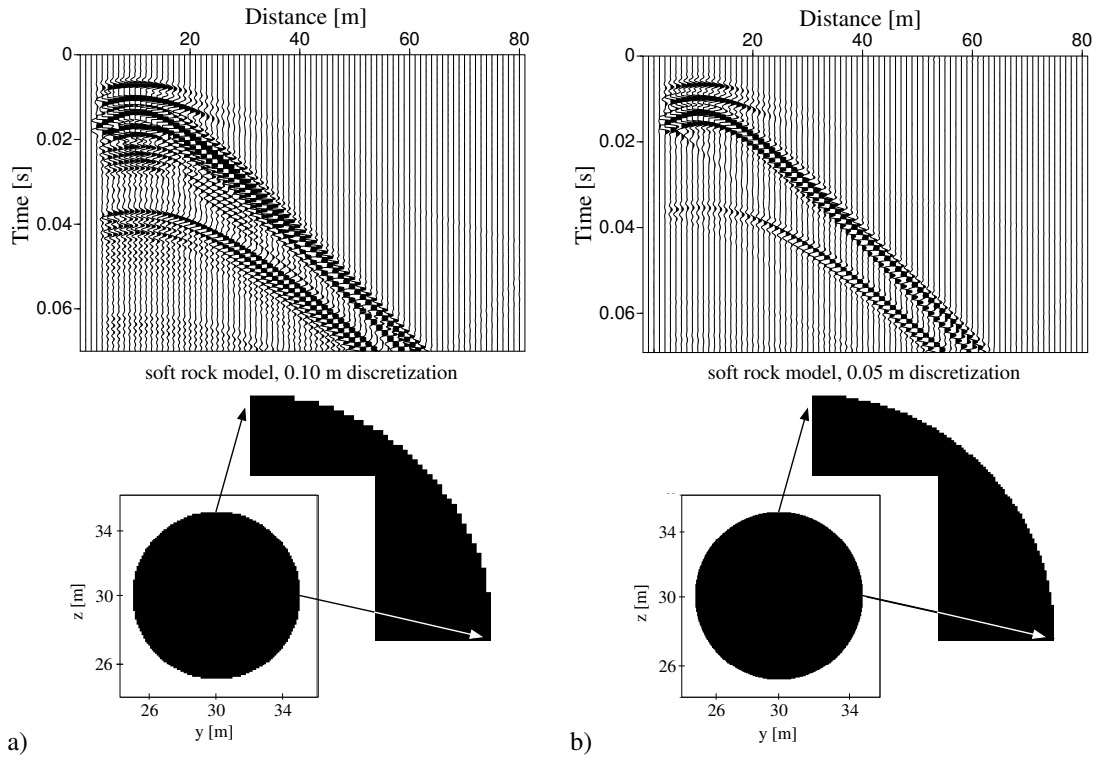 Distance [m]
20 40 60 80
0
0.02
0.04
0.06
Time [s]
soft rock model, 0.10 m discretization
34
30
26
z [m]
26 30 34
y [m]
a)
Distance [m]
20 40 60 80
0
0.02
0.04
0.06
Time [s]
soft rock model, 0.05 m discretization
34
30
26
z [m]
26 30 34
y [m]
b)